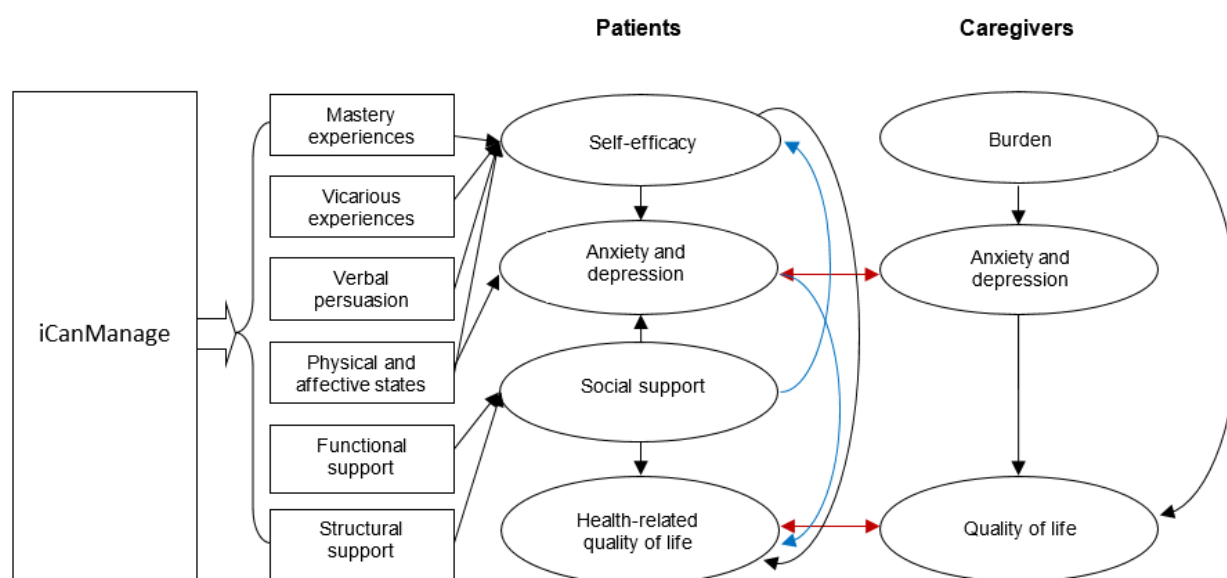 Patients
Caregivers
iCanManage
Mastery
experiences
Vicarious
experiences
Verbal
persuasion
Physical and
affective states
Functional
support
Structural
support
Self-efficacy
Anxiety and
depression
Social support
Health-related
quality of life
Burden
Anxiety and
depression
Quality of life